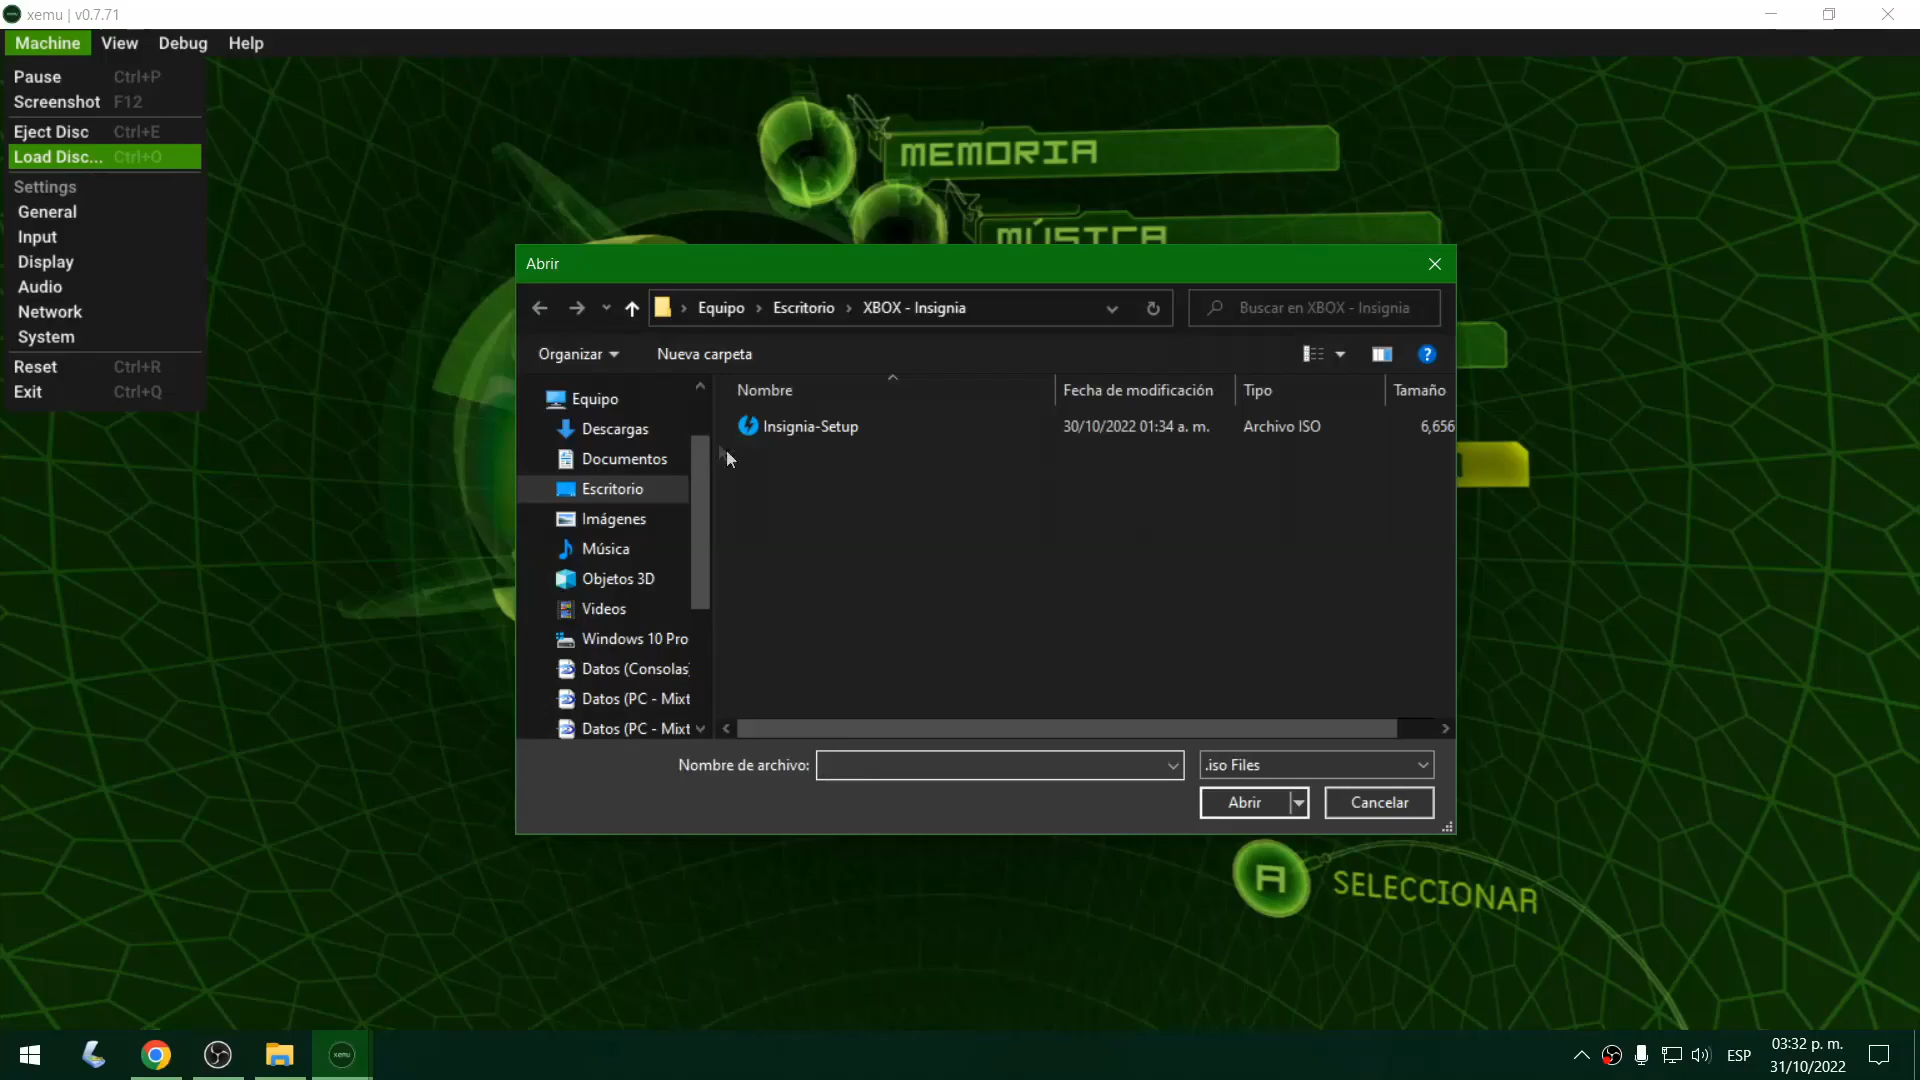 xemu | v0.7.71
Machine View Debug Help
Pause Ctrl+P
Screenshot F12
Eject Disc Ctrl+E
Load Disc... Ctrl+O
Settings
General
Input
Display
Audio
Network
System
Reset Ctrl+R
Exit Ctrl+Q
MEMORIA
MÚSICA
Abrir
Equipo › Escritorio › XBOX - Insignia
Buscar en XBOX - Insignia
Organizar Nueva carpeta
Equipo
Descargas
Documentos
Escritorio
Imágenes
Música
Objetos 3D
Videos
Windows 10 Pro
Datos (Consolas)
Datos (PC - Mixt
Datos (PC - Mixt
Nombre Fecha de modificación Tipo Tamaño
Insignia-Setup 30/10/2022 01:34 a. m. Archivo ISO 6,656
Nombre de archivo: .iso Files
Abrir Cancelar
A SELECCIONAR
xemu
ESP
03:32 p. m.
31/10/2022